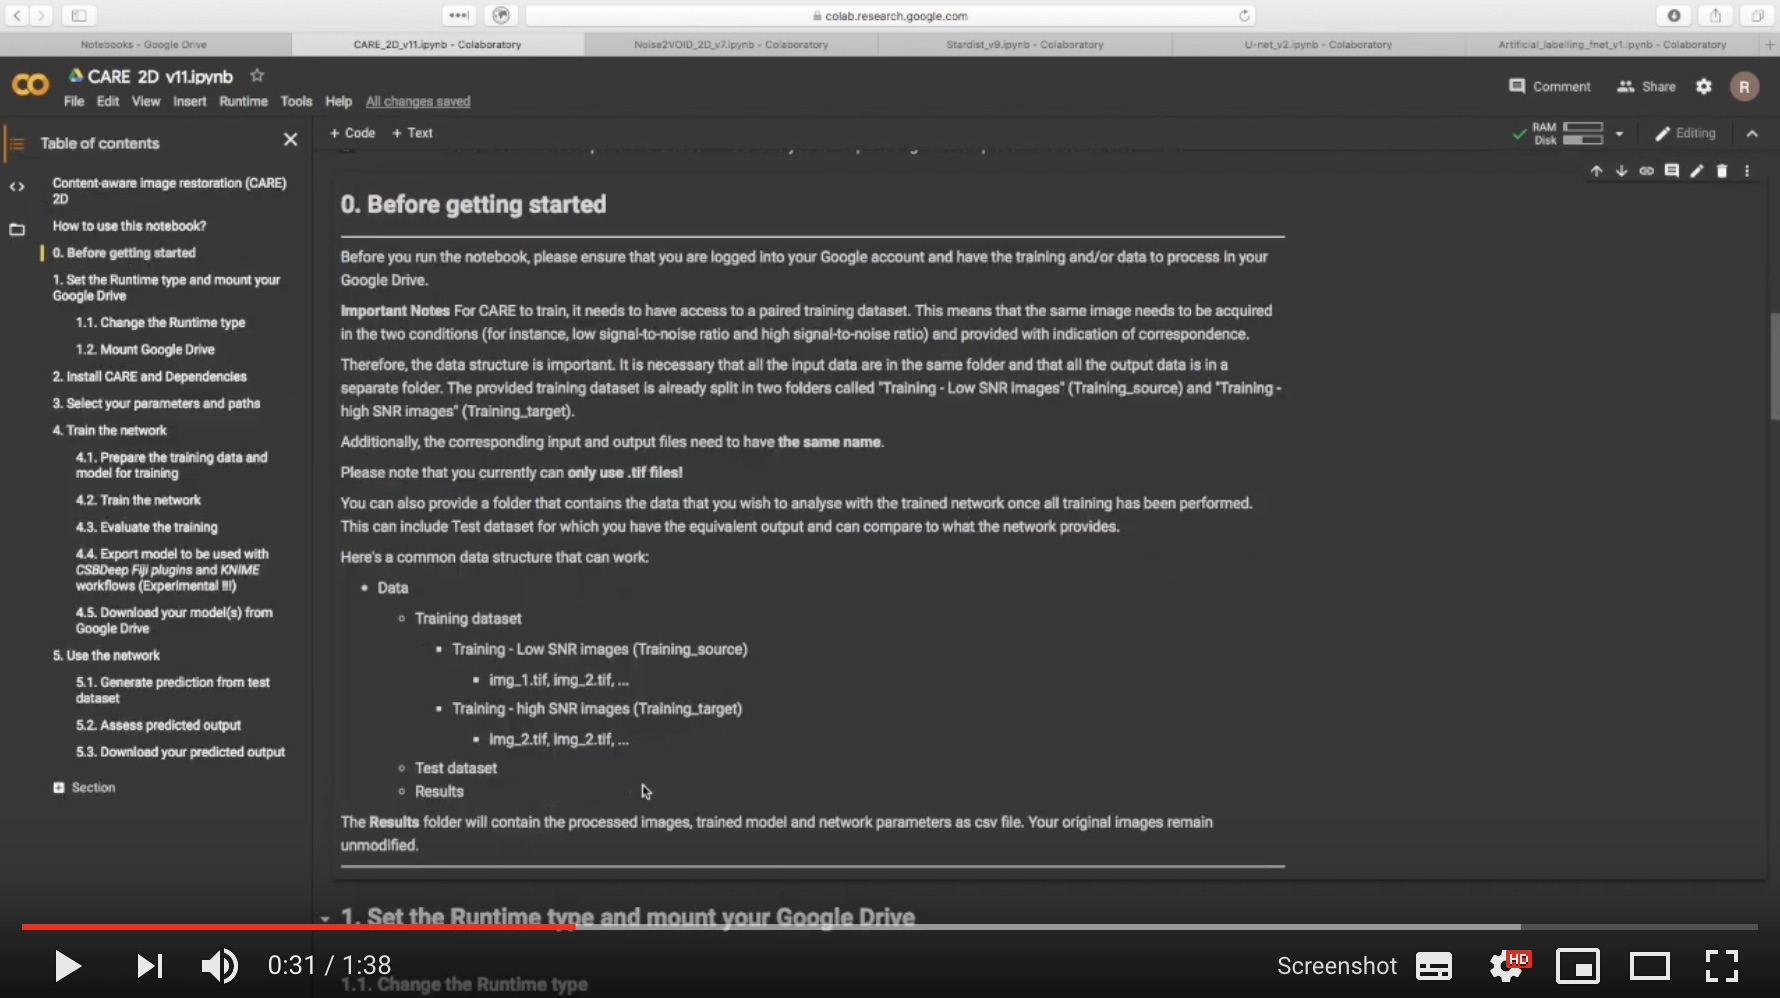 colab.research.google.com
Notebooks - Google Drive
CARE_2D_v11.ipynb - Colaboratory
Noise2VOID_2D_v7.ipynb - Colaboratory
Stardist_v9.ipynb - Colaboratory
U-net_v2.ipynb - Colaboratory
Artificial_labelling_fnet_v1.ipynb - Colaboratory
CO
CARE 2D v11.ipynb
File Edit View Insert Runtime Tools Help All changes saved
Comment
Share
R
Table of contents
+ Code + Text
RAM
Disk
Editing
Content-aware image restoration (CARE)
2D
How to use this notebook?
0. Before getting started
1. Set the Runtime type and mount your
Google Drive
1.1. Change the Runtime type
1.2. Mount Google Drive
2. Install CARE and Dependencies
3. Select your parameters and paths
4. Train the network
4.1. Prepare the training data and
model for training
4.2. Train the network
4.3. Evaluate the training
4.4. Export model to be used with
CSBDeep Fiji plugins and KNIME
workflows (Experimental !!!)
4.5. Download your model(s) from
Google Drive
5. Use the network
5.1. Generate prediction from test
dataset
5.2. Assess predicted output
5.3. Download your predicted output
Section
0. Before getting started
Before you run the notebook, please ensure that you are logged into your Google account and have the training and/or data to process in your
Google Drive.
Important Notes For CARE to train, it needs to have access to a paired training dataset. This means that the same image needs to be acquired
in the two conditions (for instance, low signal-to-noise ratio and high signal-to-noise ratio) and provided with indication of correspondence.
Therefore, the data structure is important. It is necessary that all the input data are in the same folder and that all the output data is in a
separate folder. The provided training dataset is already split in two folders called "Training - Low SNR images" (Training_source) and "Training -
high SNR images" (Training_target).
Additionally, the corresponding input and output files need to have the same name.
Please note that you currently can only use .tif files!
You can also provide a folder that contains the data that you wish to analyse with the trained network once all training has been performed.
This can include Test dataset for which you have the equivalent output and can compare to what the network provides.
Here's a common data structure that can work:
• Data
◦ Training dataset
▪ Training - Low SNR images (Training_source)
▪ img_1.tif, img_2.tif, ...
▪ Training - high SNR images (Training_target)
▪ img_2.tif, img_2.tif, ...
◦ Test dataset
◦ Results
The Results folder will contain the processed images, trained model and network parameters as csv file. Your original images remain
unmodified.
1. Set the Runtime type and mount your Google Drive
0:31 / 1:38
Screenshot
HD
1.1. Change the Runtime type